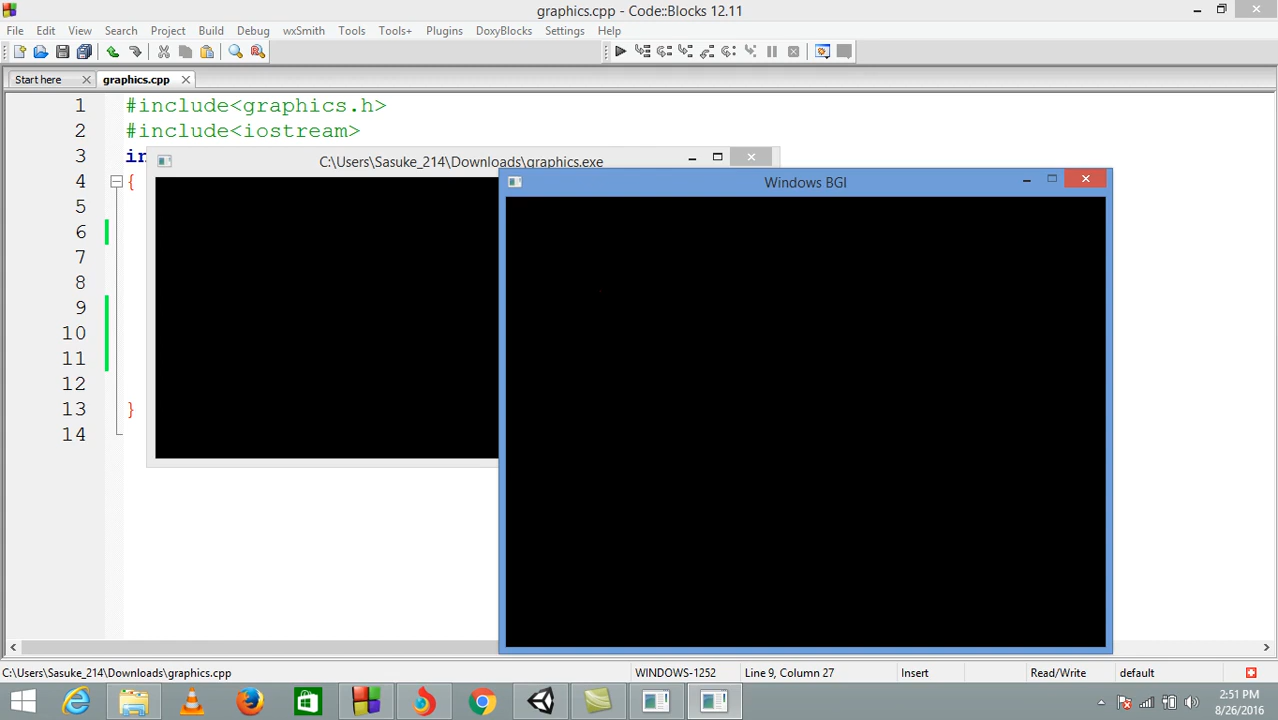 graphics.cpp - Code::Blocks 12.11
File Edit View Search Project Build Debug wxSmith Tools Tools+ Plugins DoxyBlocks Settings Help
Start here graphics.cpp
1 #include<graphics.h>
2 #include<iostream>
3 in
C:\Users\Sasuke_214\Downloads\graphics.exe
Windows BGI
4 {
5
6
7
8
9
10
11
12
13 }
14
C:\Users\Sasuke_214\Downloads\graphics.cpp WINDOWS-1252 Line 9, Column 27 Insert Read/Write default
2:51 PM
8/26/2016